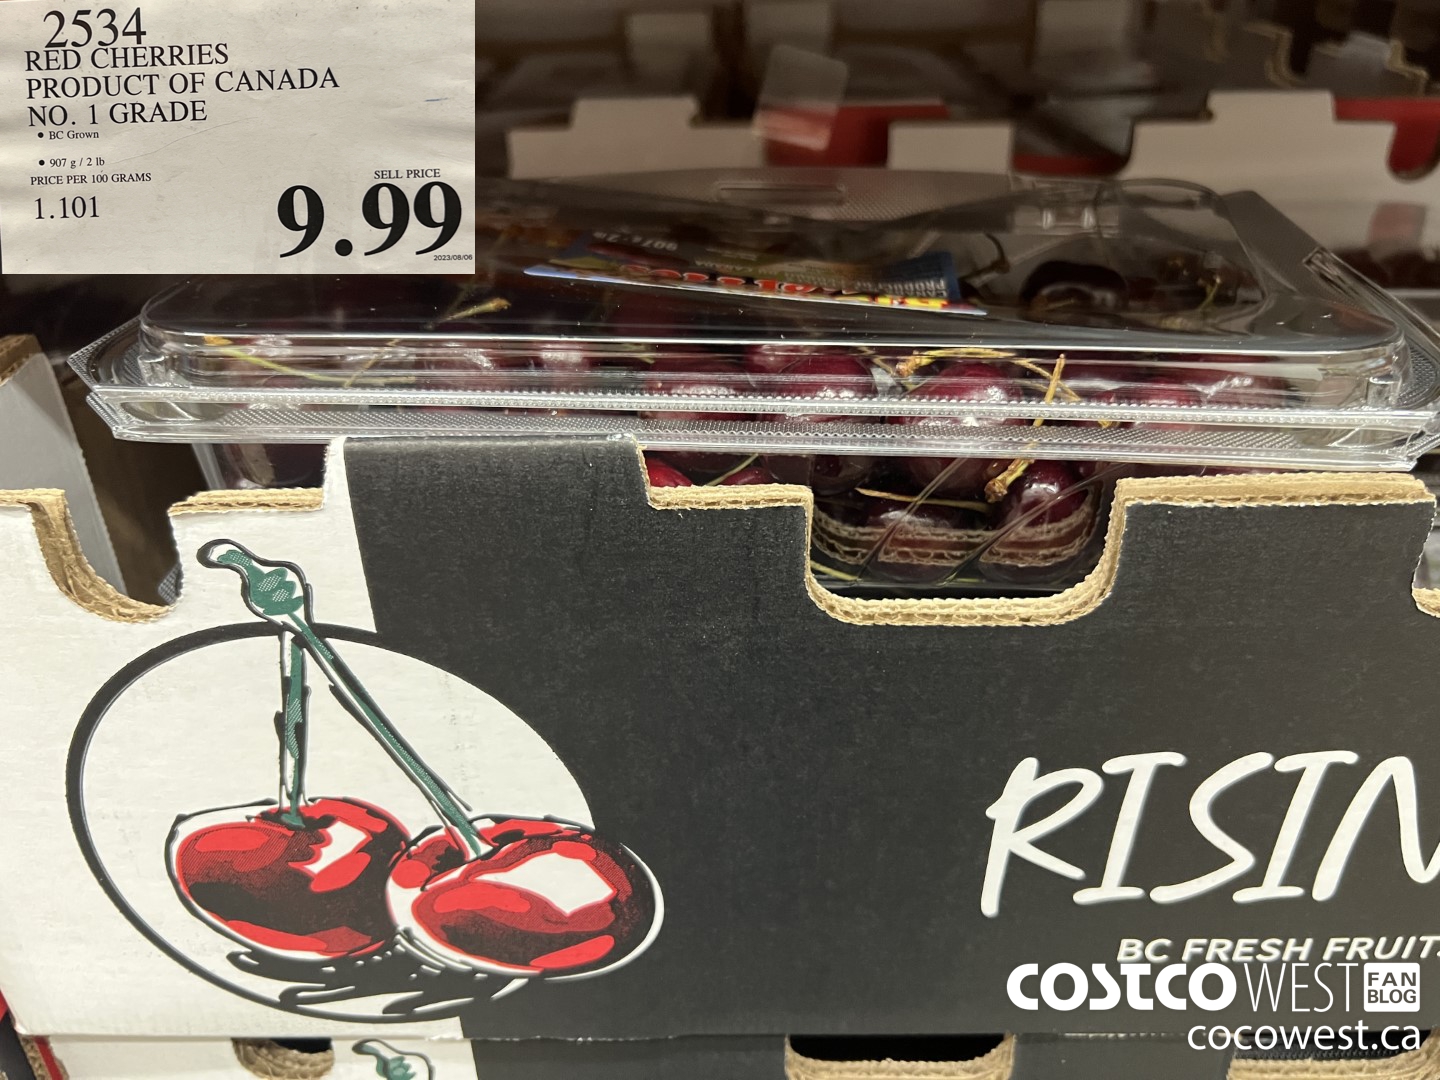 2534
RED CHERRIES
PRODUCT OF CANADA
NO. 1 GRADE
• BC Grown
• 907 g / 2 lb
PRICE PER 100 GRAMS
1.101
SELL PRICE
9.99
2023/08/06
RISIN
BC FRESH FRUIT
COSTCO WEST FAN BLOG
cocowest.ca